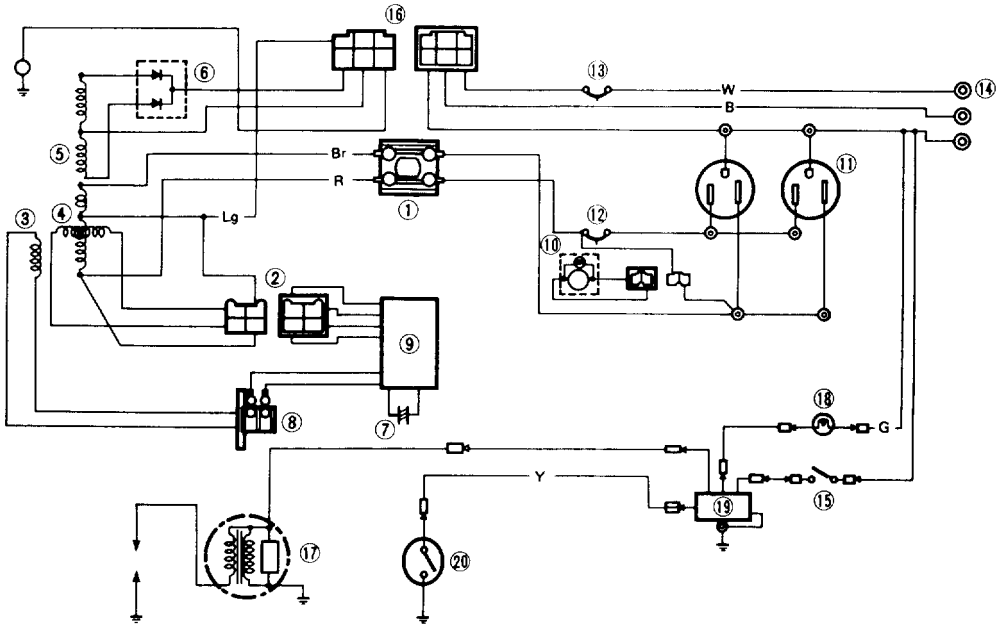 ⑯
⑥
⑬
W
⑭
B
⑤
Br
⑪
R
①
③
④
Lg
⑫
⑩
②
⑨
⑦
⑧
⑱
G
Y
⑲
⑮
⑰
⑳